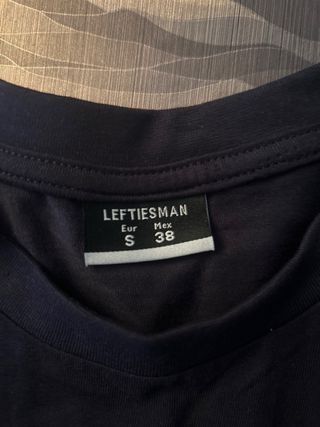 LEFTIESMAN
Eur Mex
S 38